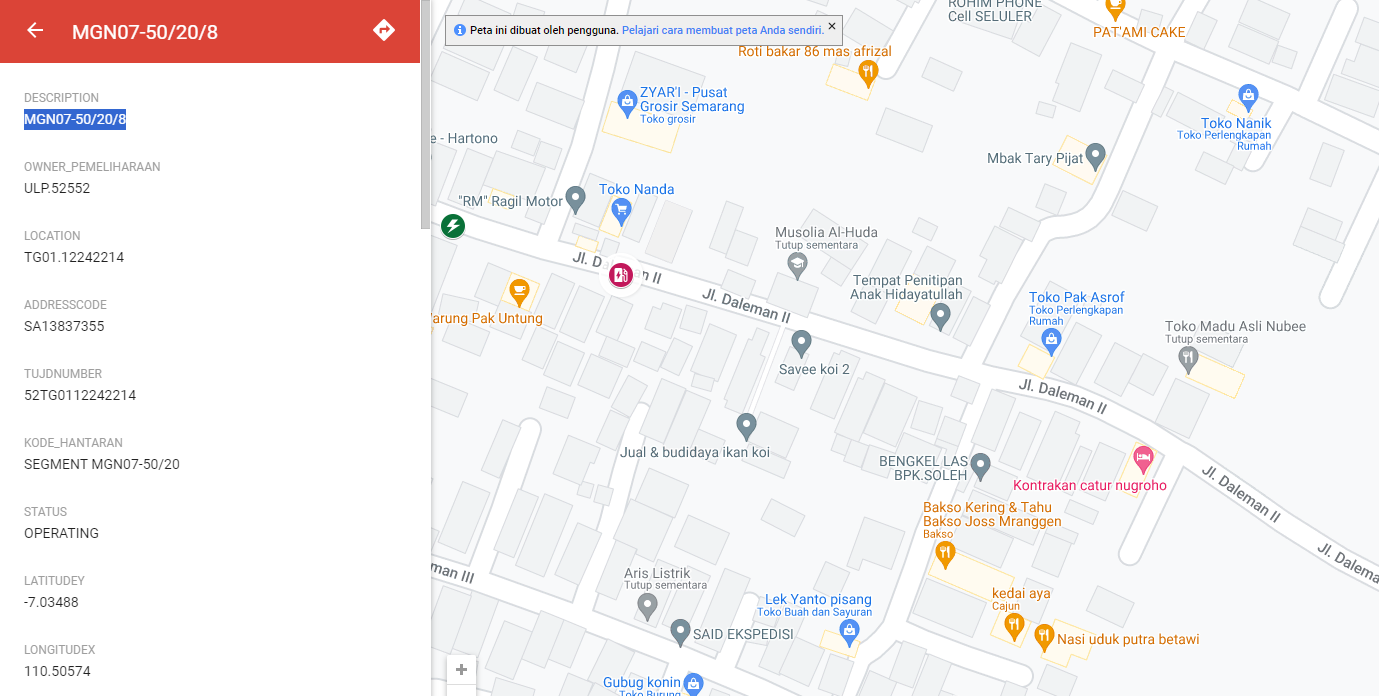 MGN07-50/20/8
DESCRIPTION
MGN07-50/20/8
OWNER_PEMELIHARAAN
ULP.52552
LOCATION
TG01.12242214
ADDRESSCODE
SA13837355
TUJDNUMBER
52TG0112242214
KODE_HANTARAN
SEGMENT MGN07-50/20
STATUS
OPERATING
LATITUDEY
-7.03488
LONGITUDEX
110.50574
Peta ini dibuat oleh pengguna. Pelajari cara membuat peta Anda sendiri.
ROHIM PHONE
Cell SELULER
PAT'AMI CAKE
Roti bakar 86 mas afrizal
ZYAR'I - Pusat
Grosir Semarang
Toko grosir
Toko Nanik
Toko Perlengkapan
Rumah
e - Hartono
Mbak Tary Pijat
"RM" Ragil Motor
Toko Nanda
Musolia Al-Huda
Tutup sementara
Jl. D
n II
Jl. Daleman II
Tempat Penitipan
Anak Hidayatullah
Toko Pak Asrof
Toko Perlengkapan
Rumah
Toko Madu Asli Nubee
Tutup sementara
arung Pak Untung
Savee koi 2
Jl. Daleman II
Jual & budidaya ikan koi
BENGKEL LAS
BPK.SOLEH
Kontrakan catur nugroho
Jl. Daleman II
Bakso Kering & Tahu
Bakso Joss Mranggen
Bakso
Jl. Dalema
man III
Aris Listrik
Tutup sementara
Lek Yanto pisang
Toko Buah dan Sayuran
kedai aya
Cajun
SAID EKSPEDISI
Nasi uduk putra betawi
Gubug konin
Toko Burung